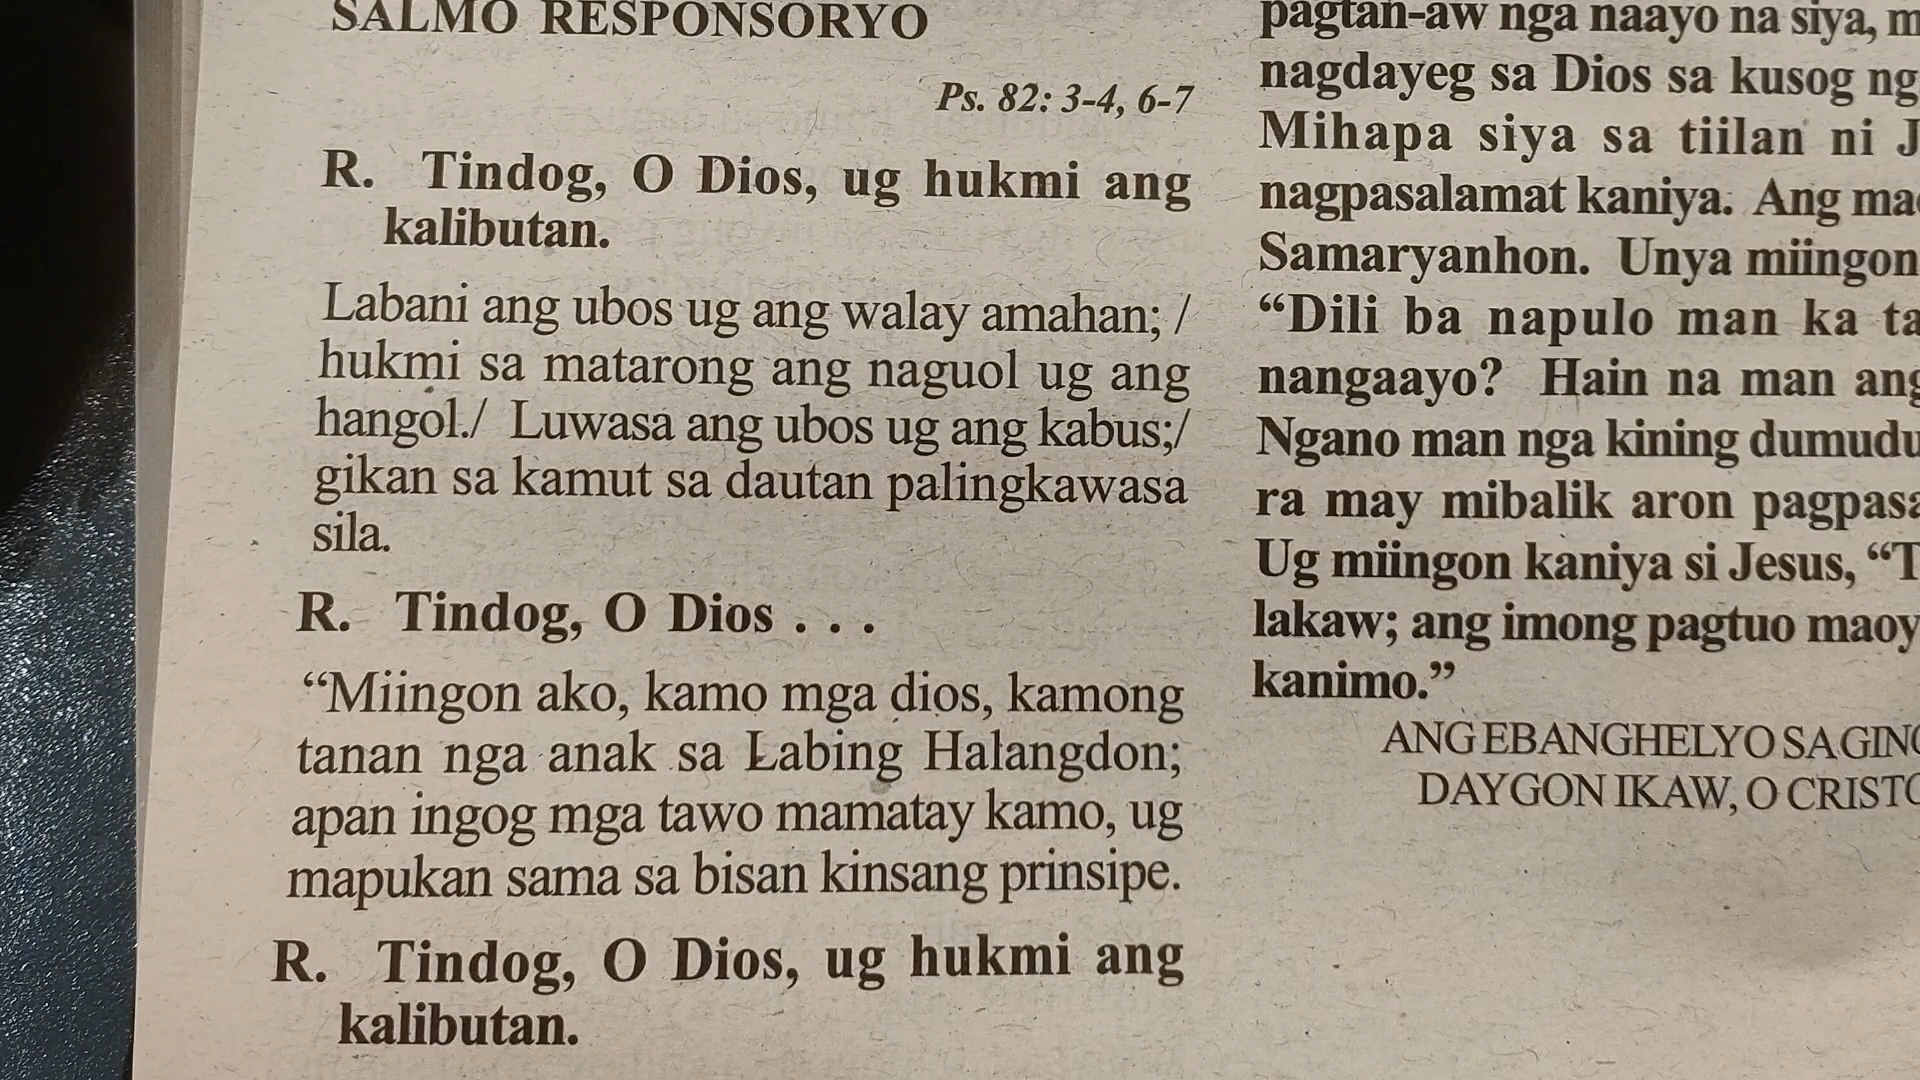 SALMO RESPONSORYO
Ps. 82: 3-4, 6-7
R. Tindog, O Dios, ug hukmi ang
kalibutan.
Labani ang ubos ug ang walay amahan; /
hukmi sa matarong ang naguol ug ang
hangol./ Luwasa ang ubos ug ang kabus;/
gikan sa kamut sa dautan palingkawasa
sila.
R. Tindog, O Dios . . .
“Miingon ako, kamo mga dios, kamong
tanan nga anak sa Labing Halangdon;
apan ingog mga tawo mamatay kamo, ug
mapukan sama sa bisan kinsang prinsipe.
R. Tindog, O Dios, ug hukmi ang
kalibutan.
pagtan-aw nga naayo na siya,
nagdayeg sa Dios sa kusog
Mihapa siya sa tiilan ni
nagpasalamat kaniya. Ang
Samaryanhon. Unya miingon
“Dili ba napulo man ka
nangaayo? Hain na man
Ngano man nga kining
ra may mibalik aron
Ug miingon kaniya si Jesus,
lakaw; ang imong pagtuo
kanimo.”
ANG EBANGHELYO SA
DAYGON IKAW, O